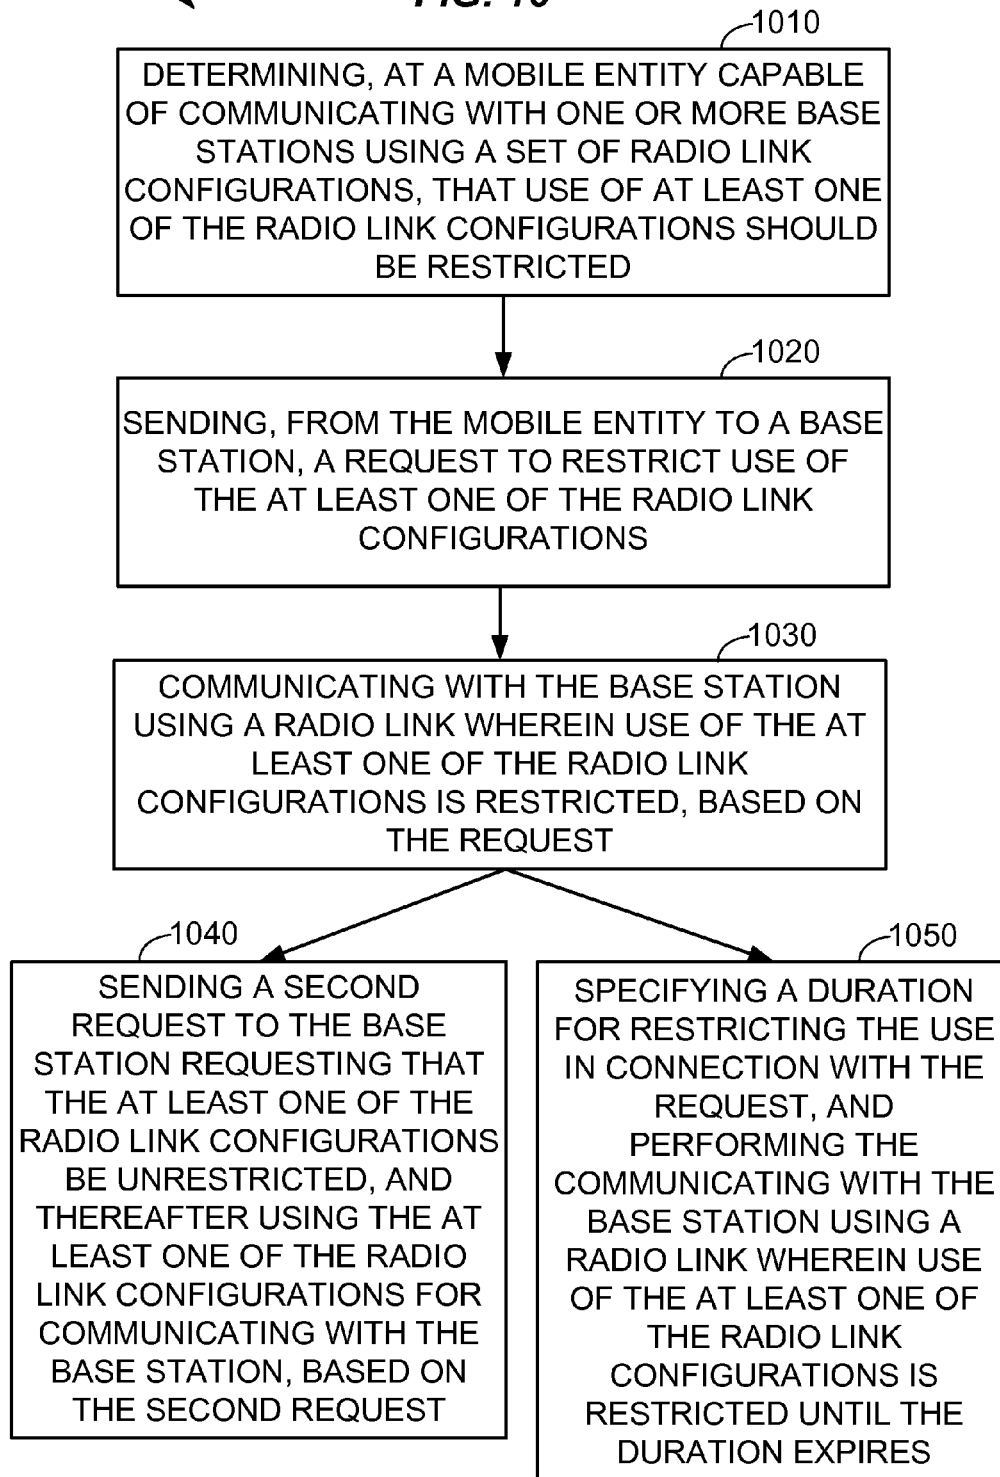 FIG. 10
1010
DETERMINING, AT A MOBILE ENTITY CAPABLE
OF COMMUNICATING WITH ONE OR MORE BASE
STATIONS USING A SET OF RADIO LINK
CONFIGURATIONS, THAT USE OF AT LEAST ONE
OF THE RADIO LINK CONFIGURATIONS SHOULD
BE RESTRICTED
1020
SENDING, FROM THE MOBILE ENTITY TO A BASE
STATION, A REQUEST TO RESTRICT USE OF
THE AT LEAST ONE OF THE RADIO LINK
CONFIGURATIONS
1030
COMMUNICATING WITH THE BASE STATION
USING A RADIO LINK WHEREIN USE OF THE AT
LEAST ONE OF THE RADIO LINK
CONFIGURATIONS IS RESTRICTED, BASED ON
THE REQUEST
1040
SENDING A SECOND
REQUEST TO THE BASE
STATION REQUESTING THAT
THE AT LEAST ONE OF THE
RADIO LINK CONFIGURATIONS
BE UNRESTRICTED, AND
THEREAFTER USING THE AT
LEAST ONE OF THE RADIO
LINK CONFIGURATIONS FOR
COMMUNICATING WITH THE
BASE STATION, BASED ON
THE SECOND REQUEST
1050
SPECIFYING A DURATION
FOR RESTRICTING THE USE
IN CONNECTION WITH THE
REQUEST, AND
PERFORMING THE
COMMUNICATING WITH THE
BASE STATION USING A
RADIO LINK WHEREIN USE
OF THE AT LEAST ONE OF
THE RADIO LINK
CONFIGURATIONS IS
RESTRICTED UNTIL THE
DURATION EXPIRES